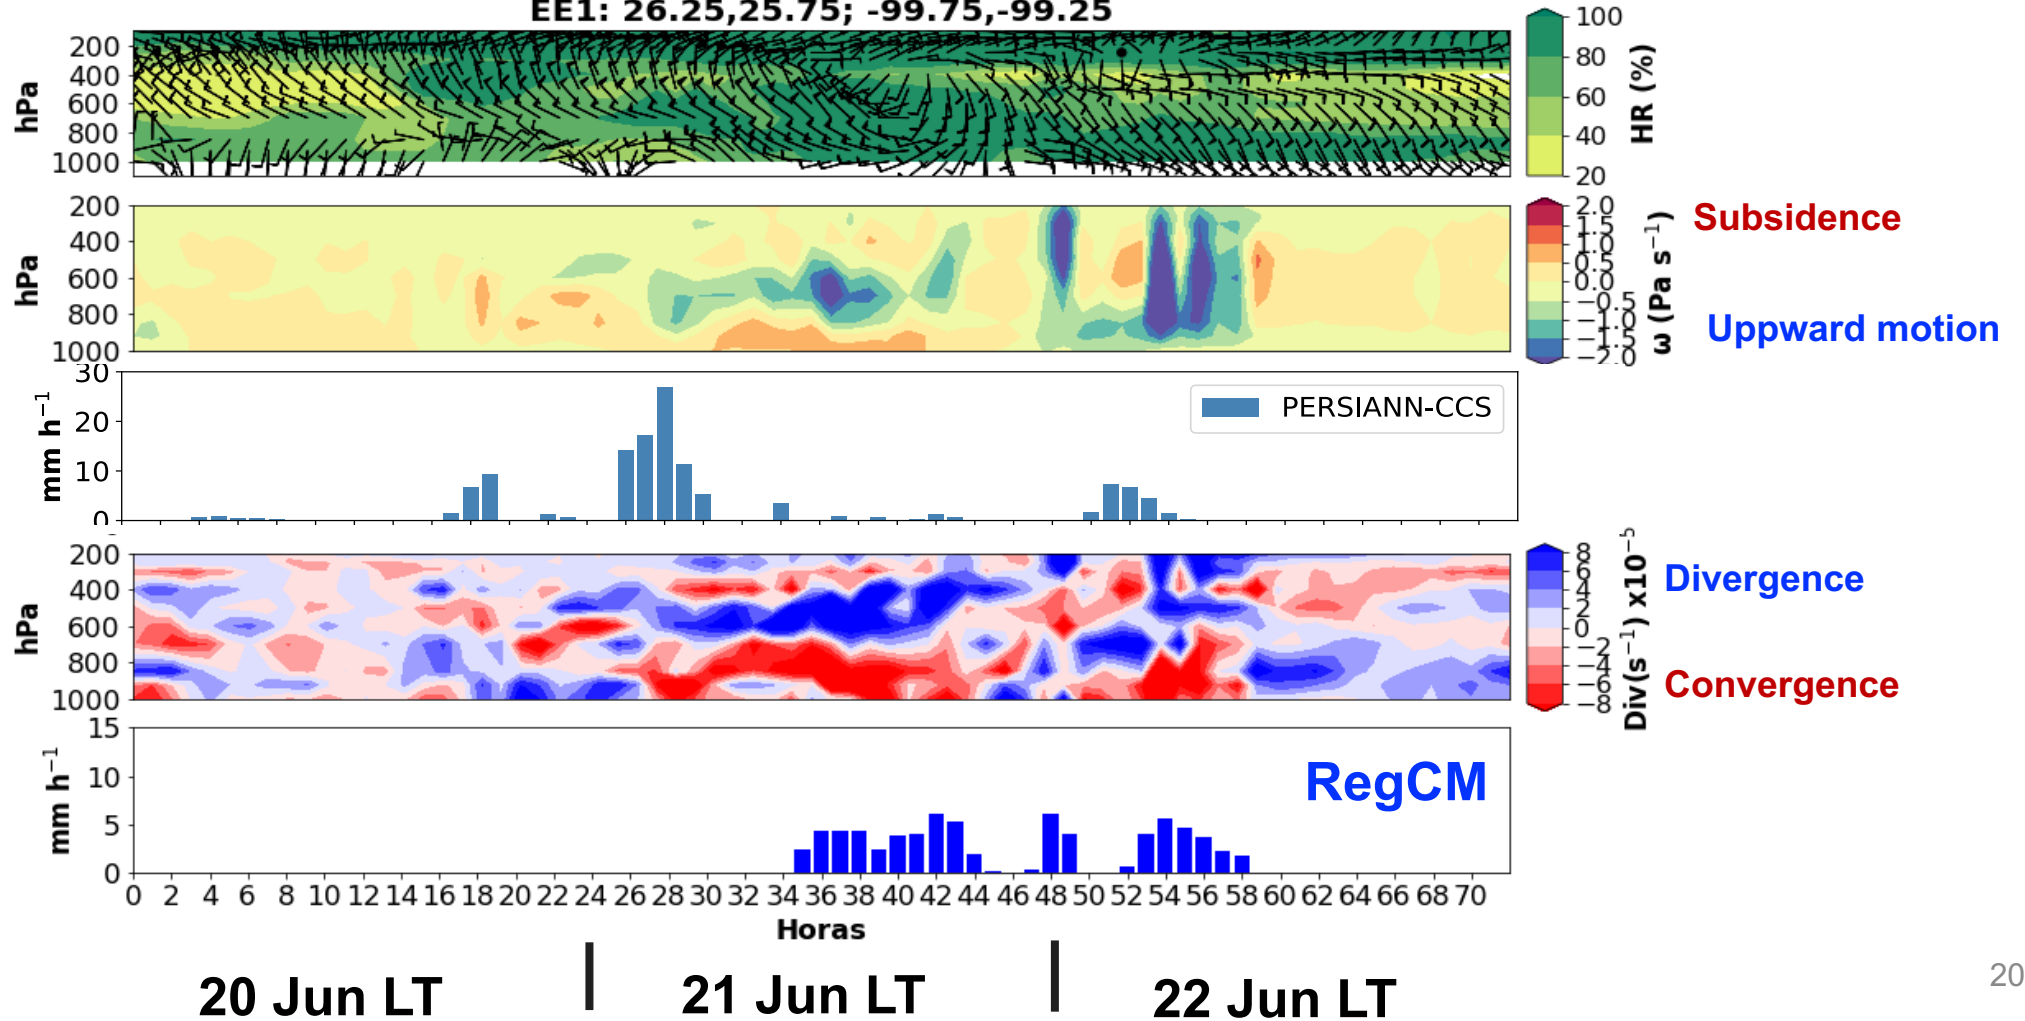 EE1: 26.25,25.75; -99.75,-99.25
hPa
200
400
600
800
1000
100
80
60
40
20
HR (%)
hPa
200
400
600
800
1000
2.0
1.5
1.0
0.5
0.0
−0.5
−1.0
−1.5
−2.0
ω (Pa s⁻¹)
Subsidence
Uppward motion
mm h⁻¹
30
20
10
0
PERSIANN-CCS
hPa
200
400
600
800
1000
8
6
4
2
0
−2
−4
−6
−8
Div(s⁻¹) x10⁻⁵
Divergence
Convergence
mm h⁻¹
15
10
5
0
RegCM
0 2 4 6 8 10 12 14 16 18 20 22 24 26 28 30 32 34 36 38 40 42 44 46 48 50 52 54 56 58 60 62 64 66 68 70
Horas
20 Jun LT
21 Jun LT
22 Jun LT
20